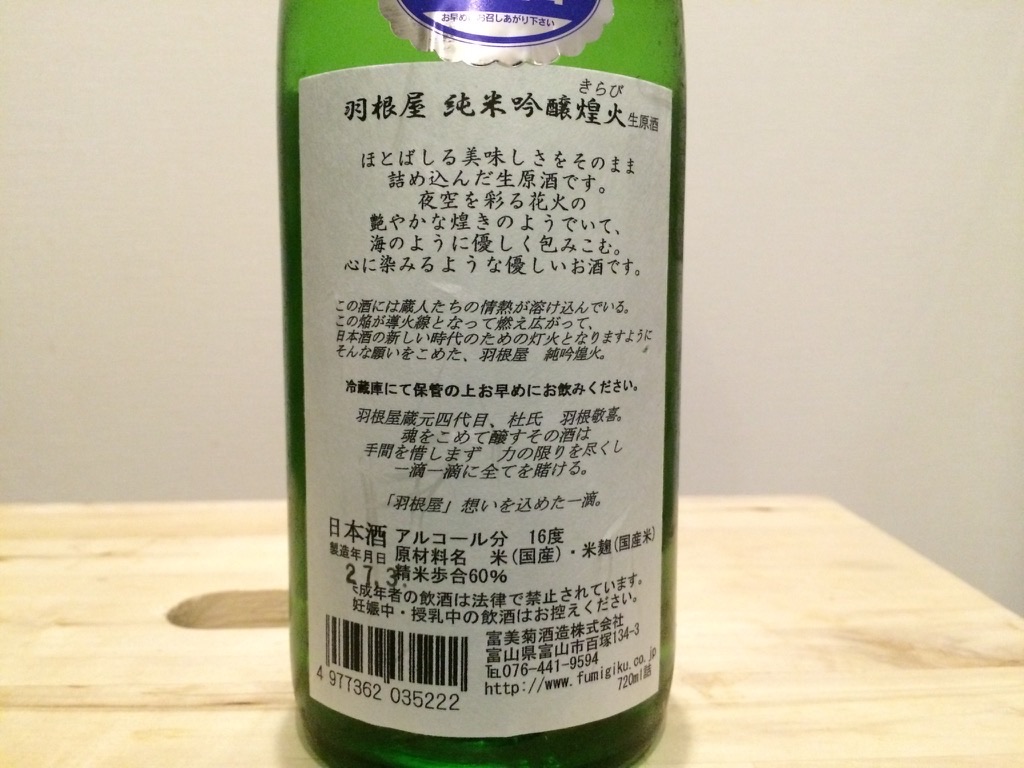 お早めにお召しあがり下さい
きらび
羽根屋 純米吟醸煌火生原酒
ほとばしる美味しさをそのまま
詰め込んだ生原酒です。
夜空を彩る花火の
艶やかな煌きのようでいて、
海のように優しく包みこむ。
心に染みるような優しいお酒です。
この酒には蔵人たちの情熱が溶け込んでいる。
この焔が導火線となって燃え広がって、
日本酒の新しい時代のための灯火となりますように
そんな願いをこめた、羽根屋 純吟煌火。
冷蔵庫にて保管の上お早めにお飲みください。
羽根屋蔵元四代目、杜氏 羽根敬喜。
魂をこめて醸すその酒は
手間を惜しまず 力の限りを尽くし
一滴一滴に全てを賭ける。
「羽根屋」想いを込めた一滴。
日本酒 アルコール分 16度
製造年月日 原材料名 米(国産)・米麹(国産米)
27.3. 精米歩合60%
成年者の飲酒は法律で禁止されています。
妊娠中・授乳中の飲酒はお控えください。
富美菊酒造株式会社
富山県富山市百塚134-3
℡076-441-9594
http://www.fumigiku.co.jp
720ml詰
4 977362 035222